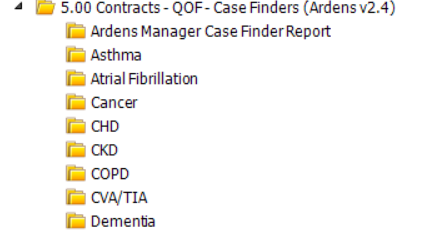 5.00 Contracts - QOF - Case Finders (Ardens v2.4)
Ardens Manager Case Finder Report
Asthma
Atrial Fibrillation
Cancer
CHD
CKD
COPD
CVA/TIA
Dementia